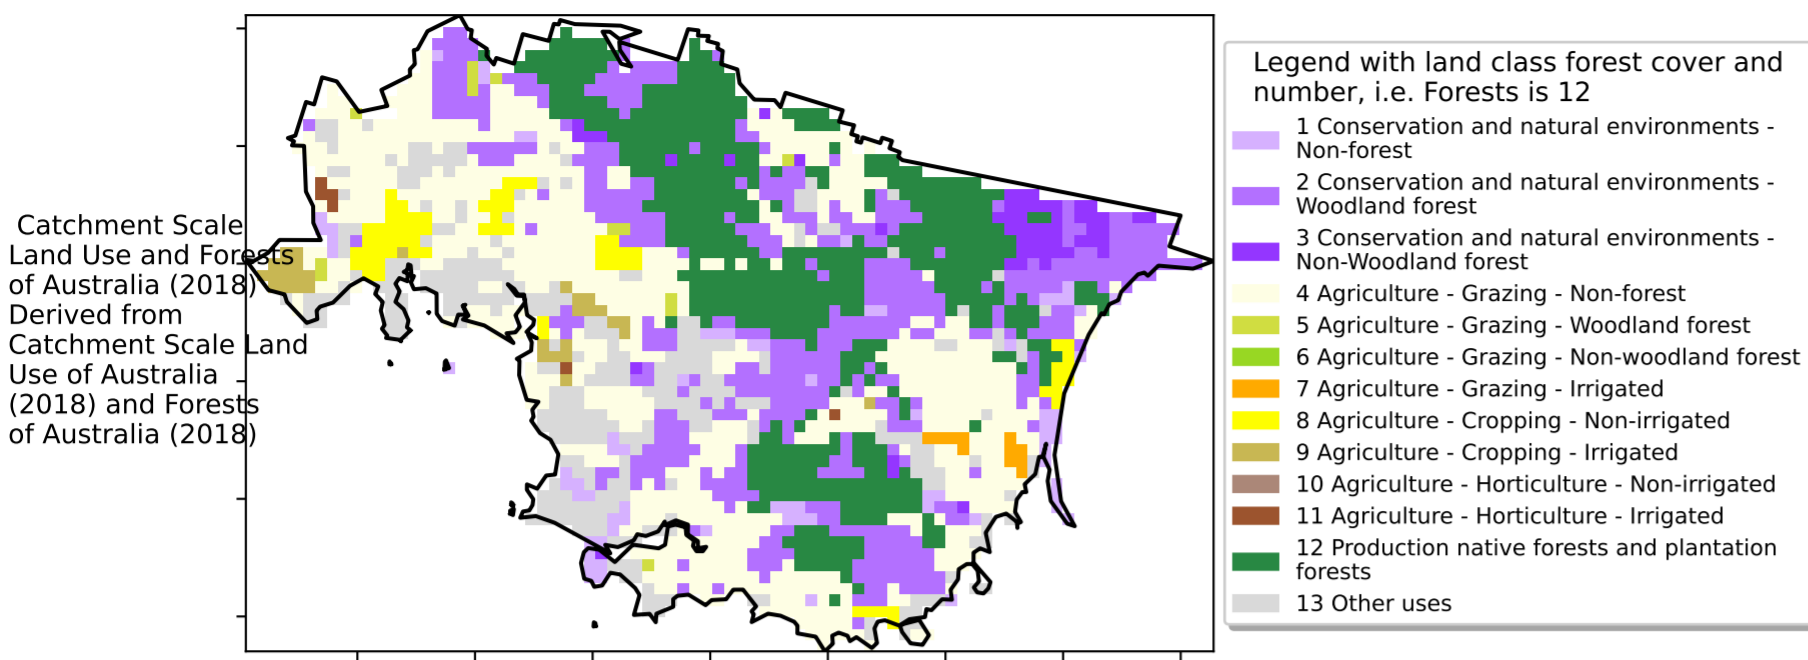 Catchment Scale
Land Use and Forests
of Australia (2018)
Derived from
Catchment Scale Land
Use of Australia
(2018) and Forests
of Australia (2018)
Legend with land class forest cover and
number, i.e. Forests is 12
1 Conservation and natural environments -
Non-forest
2 Conservation and natural environments -
Woodland forest
3 Conservation and natural environments -
Non-Woodland forest
4 Agriculture - Grazing - Non-forest
5 Agriculture - Grazing - Woodland forest
6 Agriculture - Grazing - Non-woodland forest
7 Agriculture - Grazing - Irrigated
8 Agriculture - Cropping - Non-irrigated
9 Agriculture - Cropping - Irrigated
10 Agriculture - Horticulture - Non-irrigated
11 Agriculture - Horticulture - Irrigated
12 Production native forests and plantation
forests
13 Other uses